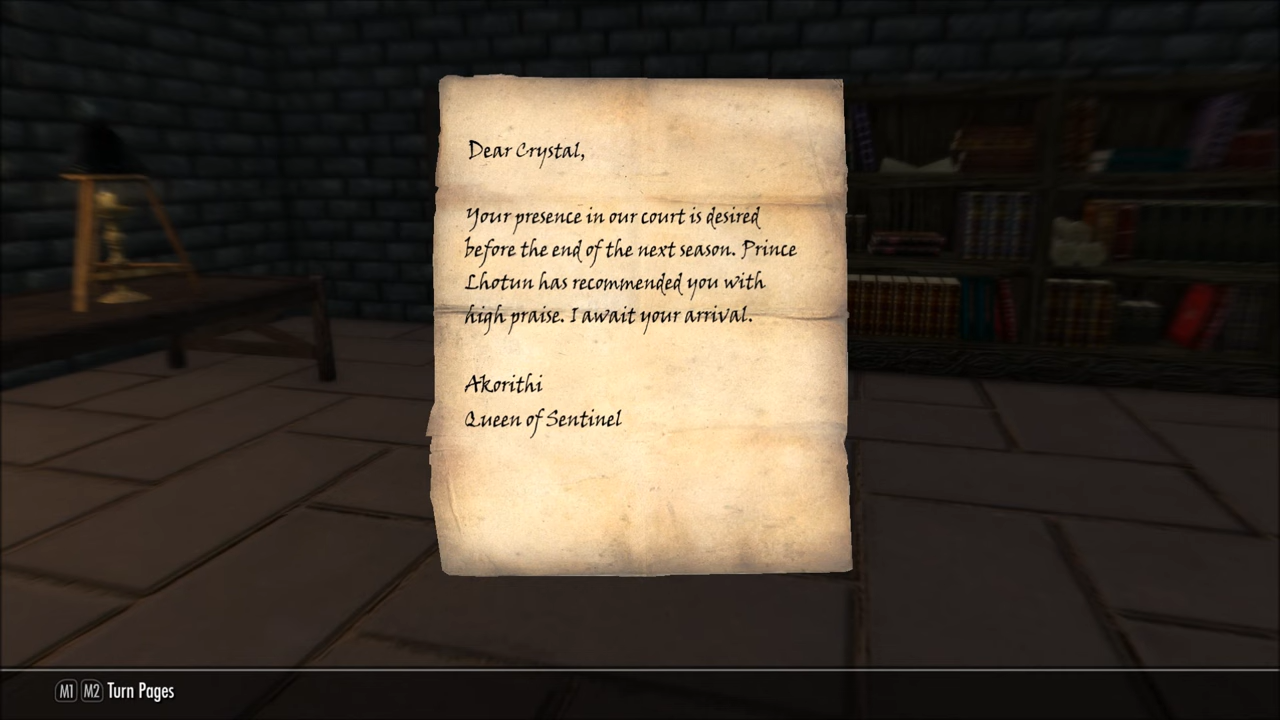 Dear Crystal,
Your presence in our court is desired
before the end of the next season. Prince
Lhotun has recommended you with
high praise. I await your arrival.
Akorithi
Queen of Sentinel
M1 M2 Turn Pages